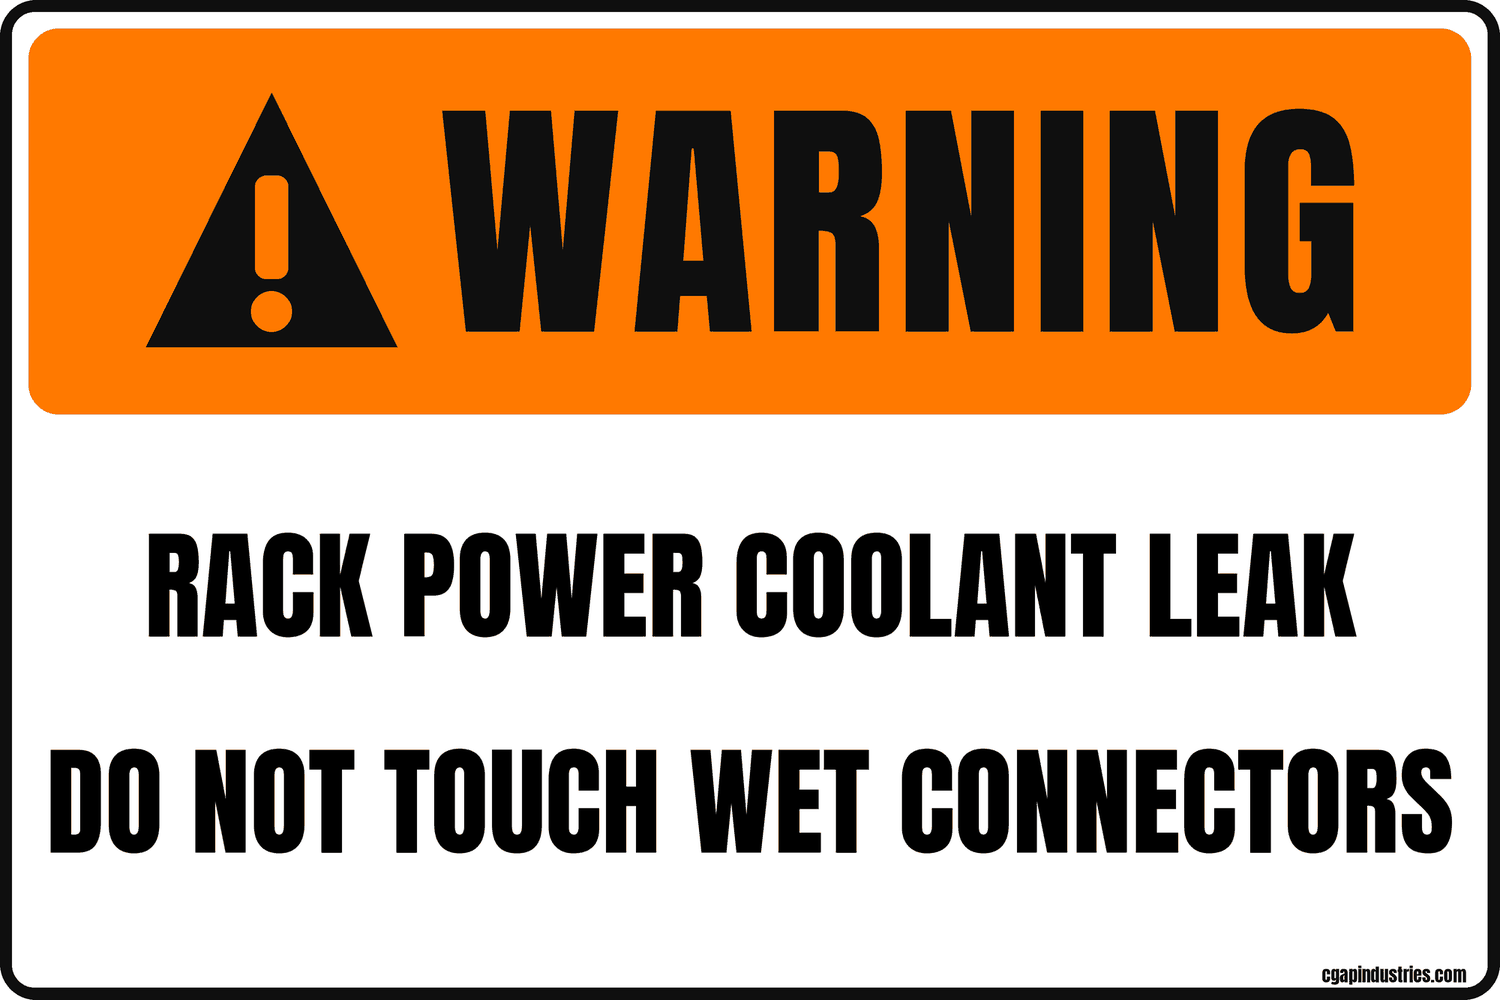 WARNING
RACK POWER COOLANT LEAK
DO NOT TOUCH WET CONNECTORS
cgapindustries.com